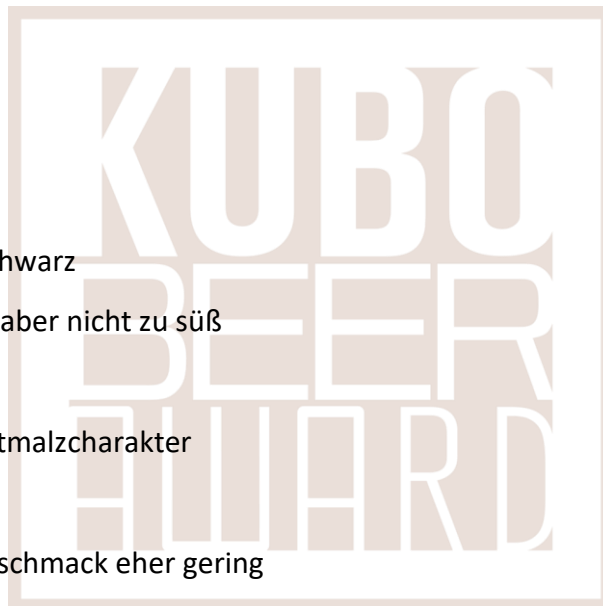 KUBO
hwarz
aber nicht zu süß
BEER
tmalzcharakter
AWARD
schmack eher gering